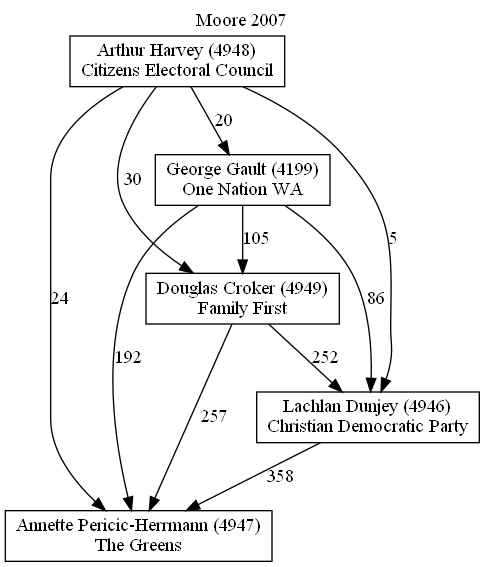 Moore 2007
Arthur Harvey (4948)
Citizens Electoral Council
20
George Gault (4199)
One Nation WA
30
5
105
Douglas Croker (4949)
Family First
24
86
192
252
Lachlan Dunjey (4946)
Christian Democratic Party
257
358
Annette Pericic-Herrmann (4947)
The Greens